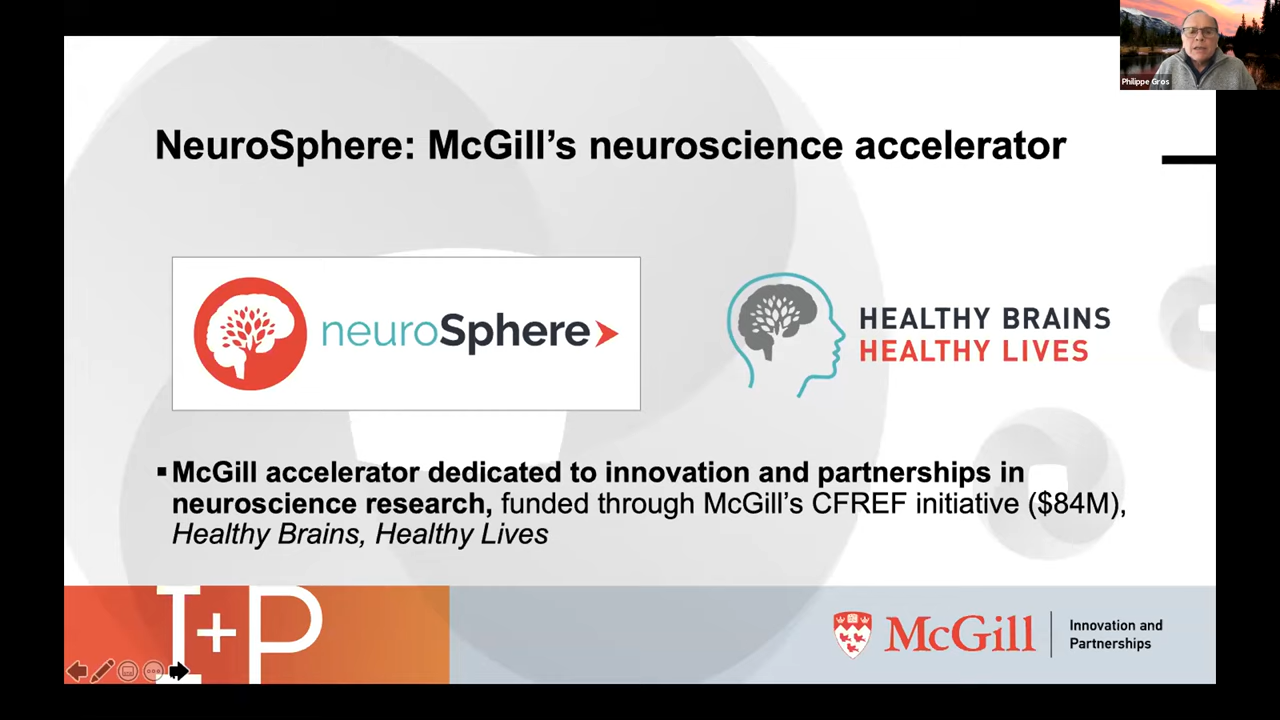 Philippe Gros
NeuroSphere: McGill’s neuroscience accelerator
neuroSphere
HEALTHY BRAINS
HEALTHY LIVES
▪McGill accelerator dedicated to innovation and partnerships in
neuroscience research, funded through McGill’s CFREF initiative ($84M),
Healthy Brains, Healthy Lives
I+P
McGill
Innovation and
Partnerships